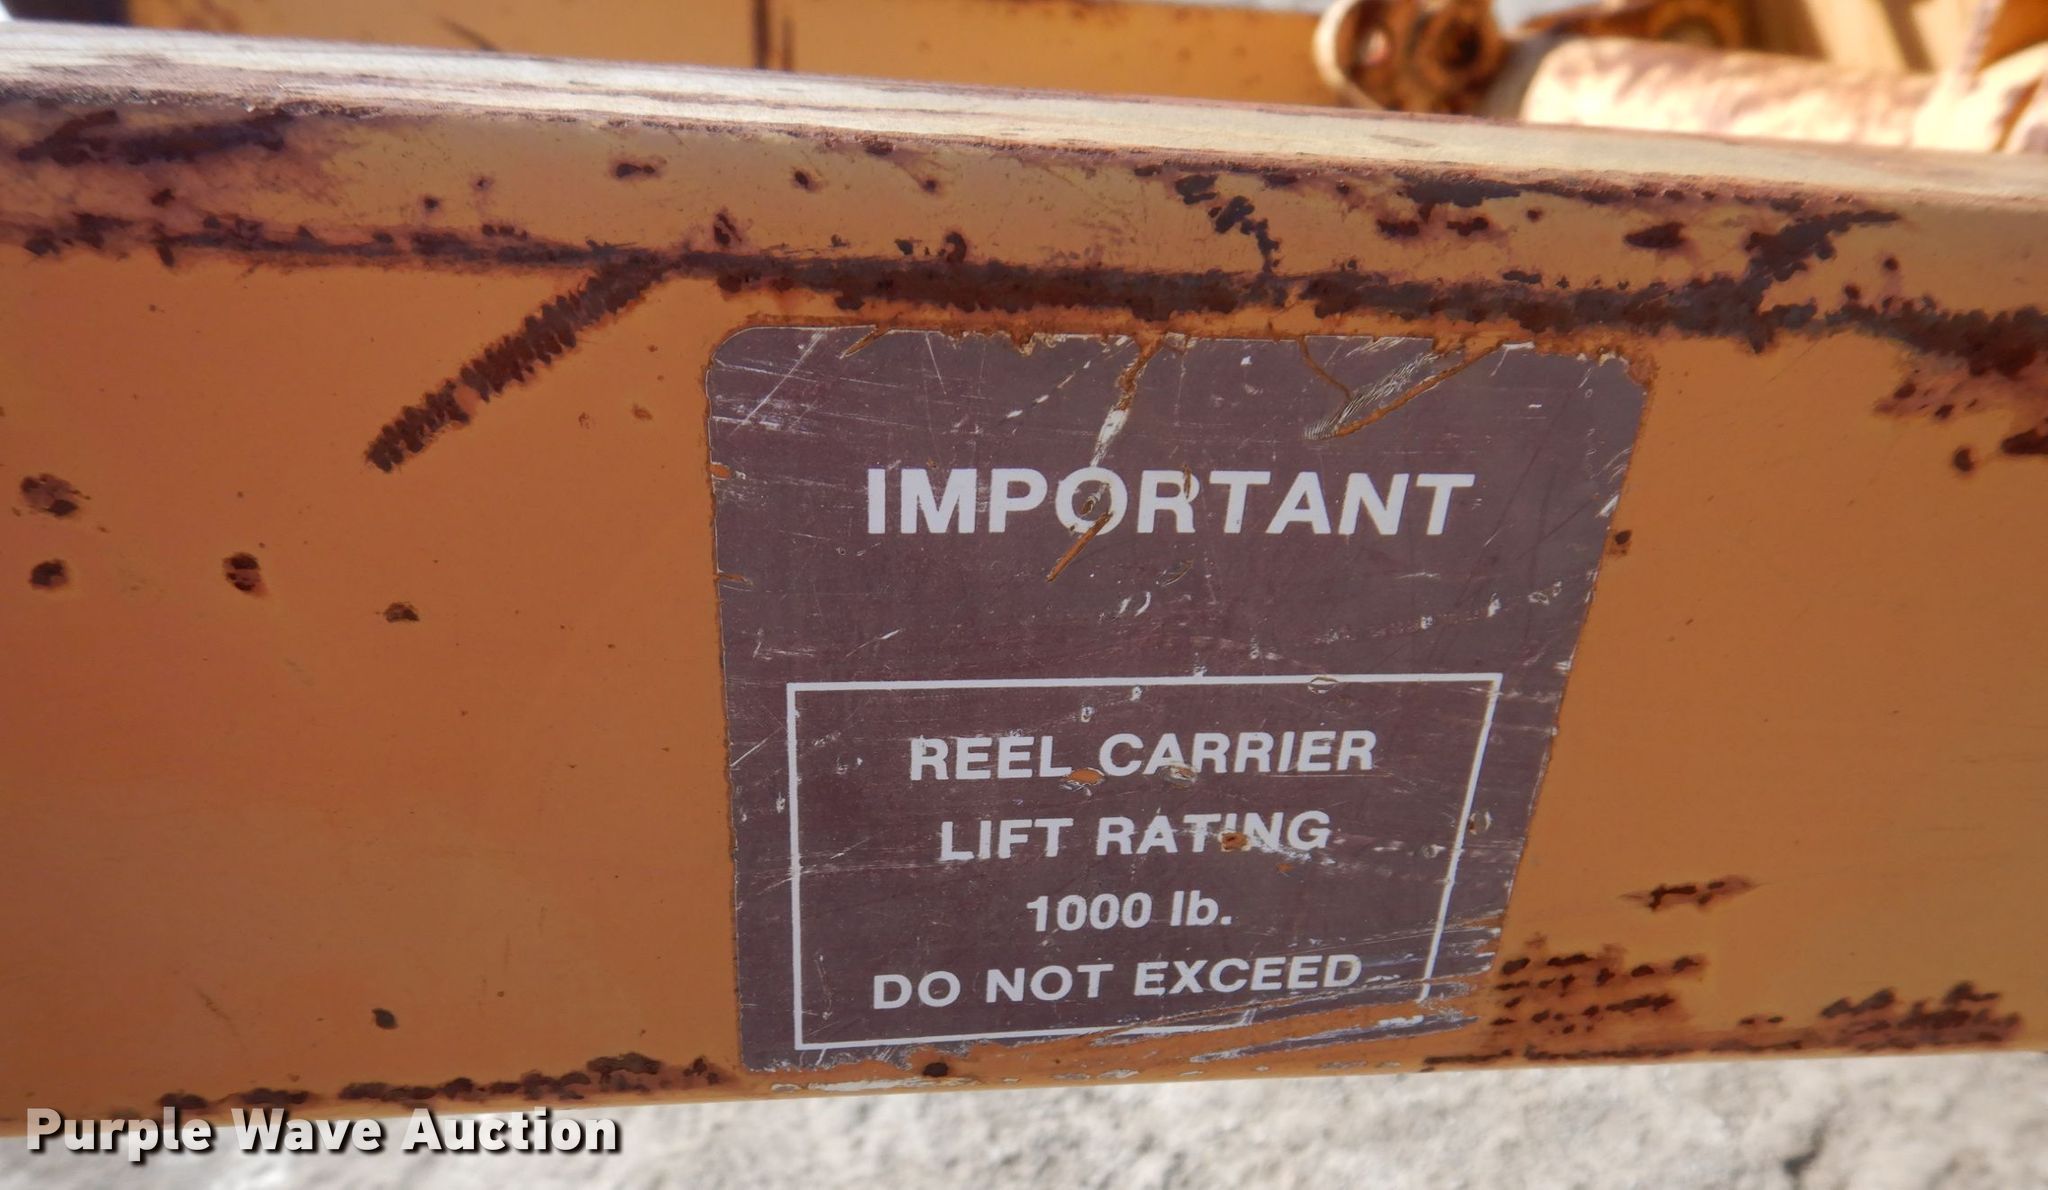 IMPORTANT
REEL CARRIER
LIFT RATING
1000 lb.
DO NOT EXCEED
Purple Wave Auction